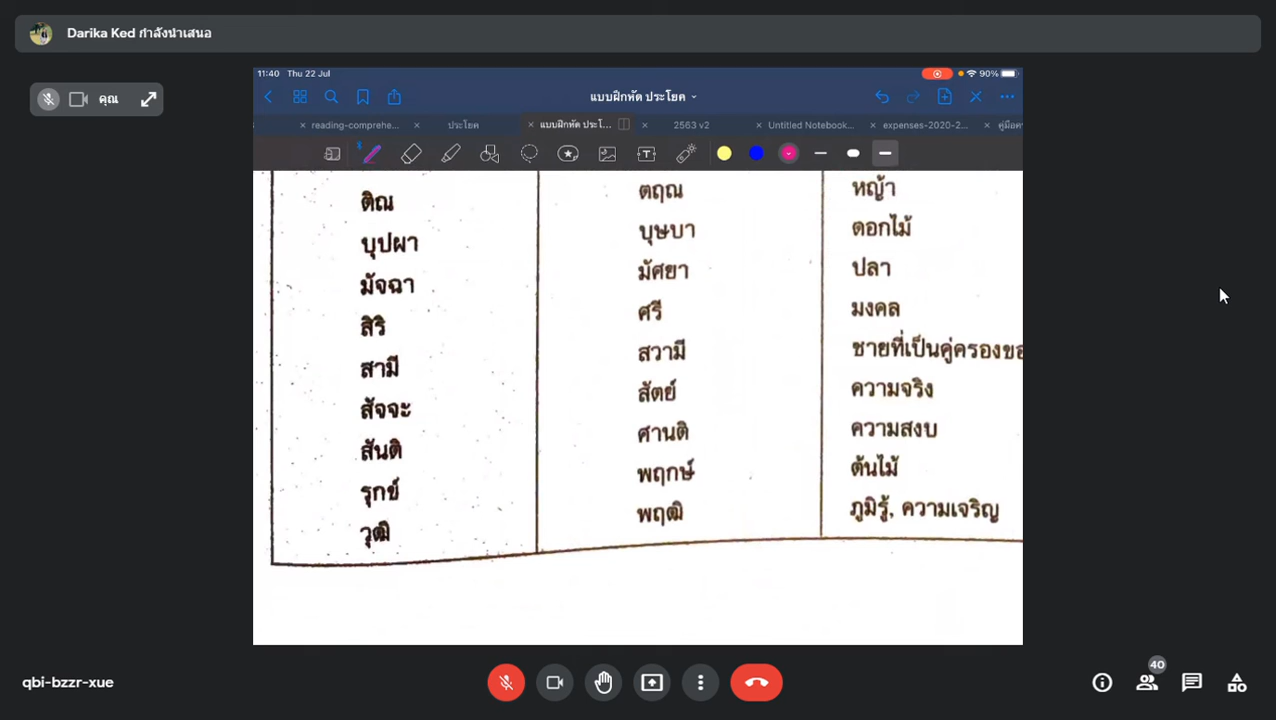 Darika Ked กำลังนำเสนอ
คุณ
11:40 Thu 22 Jul
90%
แบบฝึกหัด ประโยค
reading-comprehe...
ประโยค
แบบฝึกหัด ประโ...
2563 v2
Untitled Notebook...
expenses-2020-2...
คู่มือค
ติณ ตฤณ หญ้า
บุปผา บุษบา ดอกไม้
มัจฉา มัศยา ปลา
สิริ ศรี มงคล
สามี สวามี ชายที่เป็นคู่ครองขอ
สัจจะ สัตย์ ความจริง
สันติ ศานติ ความสงบ
รุกข์ พฤกษ์ ต้นไม้
วุฒิ พฤฒิ ภูมิรู้, ความเจริญ
qbi-bzzr-xue
40